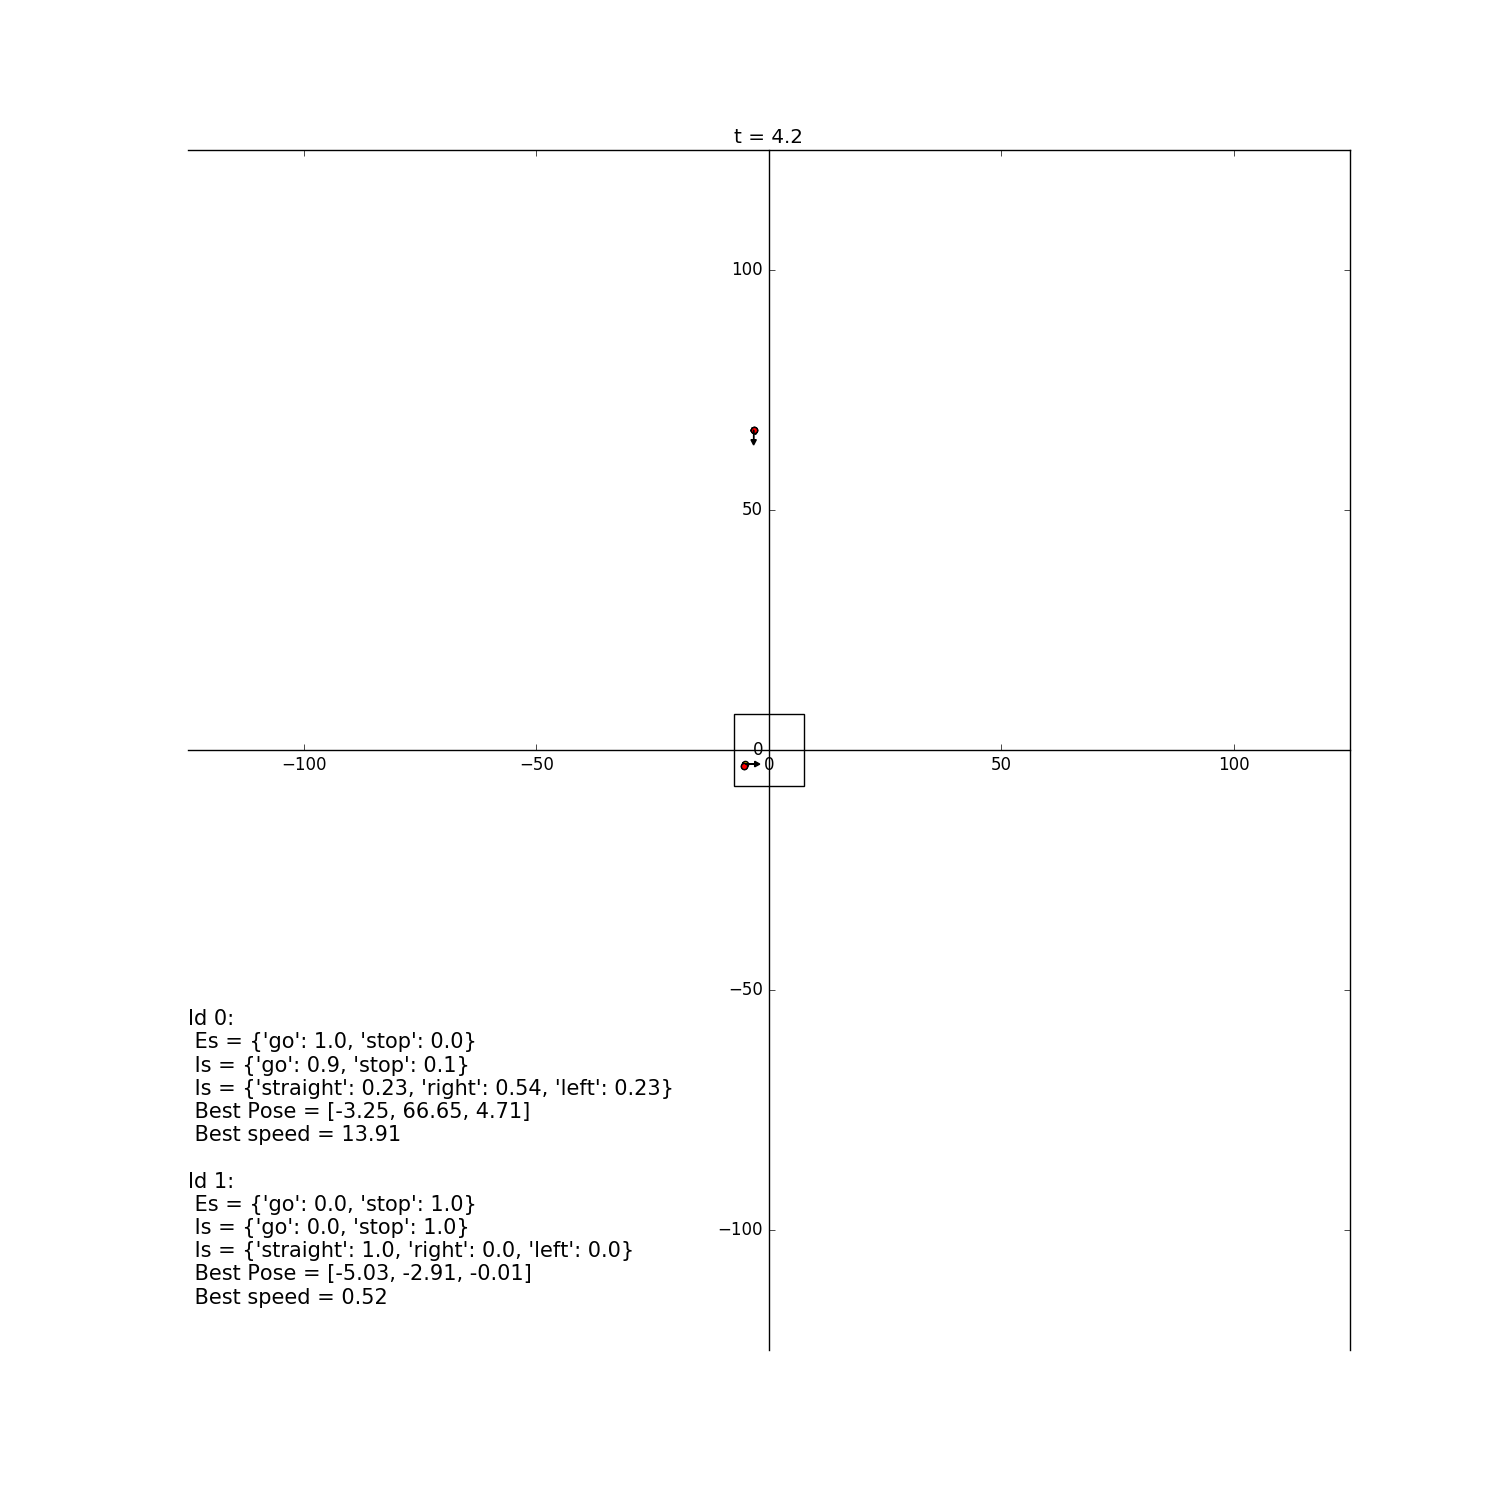 t = 4.2
100
50
0
−100
−50
0
50
100
−50
−100
Id 0:
Es = {'go': 1.0, 'stop': 0.0}
Is = {'go': 0.9, 'stop': 0.1}
Is = {'straight': 0.23, 'right': 0.54, 'left': 0.23}
Best Pose = [-3.25, 66.65, 4.71]
Best speed = 13.91
Id 1:
Es = {'go': 0.0, 'stop': 1.0}
Is = {'go': 0.0, 'stop': 1.0}
Is = {'straight': 1.0, 'right': 0.0, 'left': 0.0}
Best Pose = [-5.03, -2.91, -0.01]
Best speed = 0.52